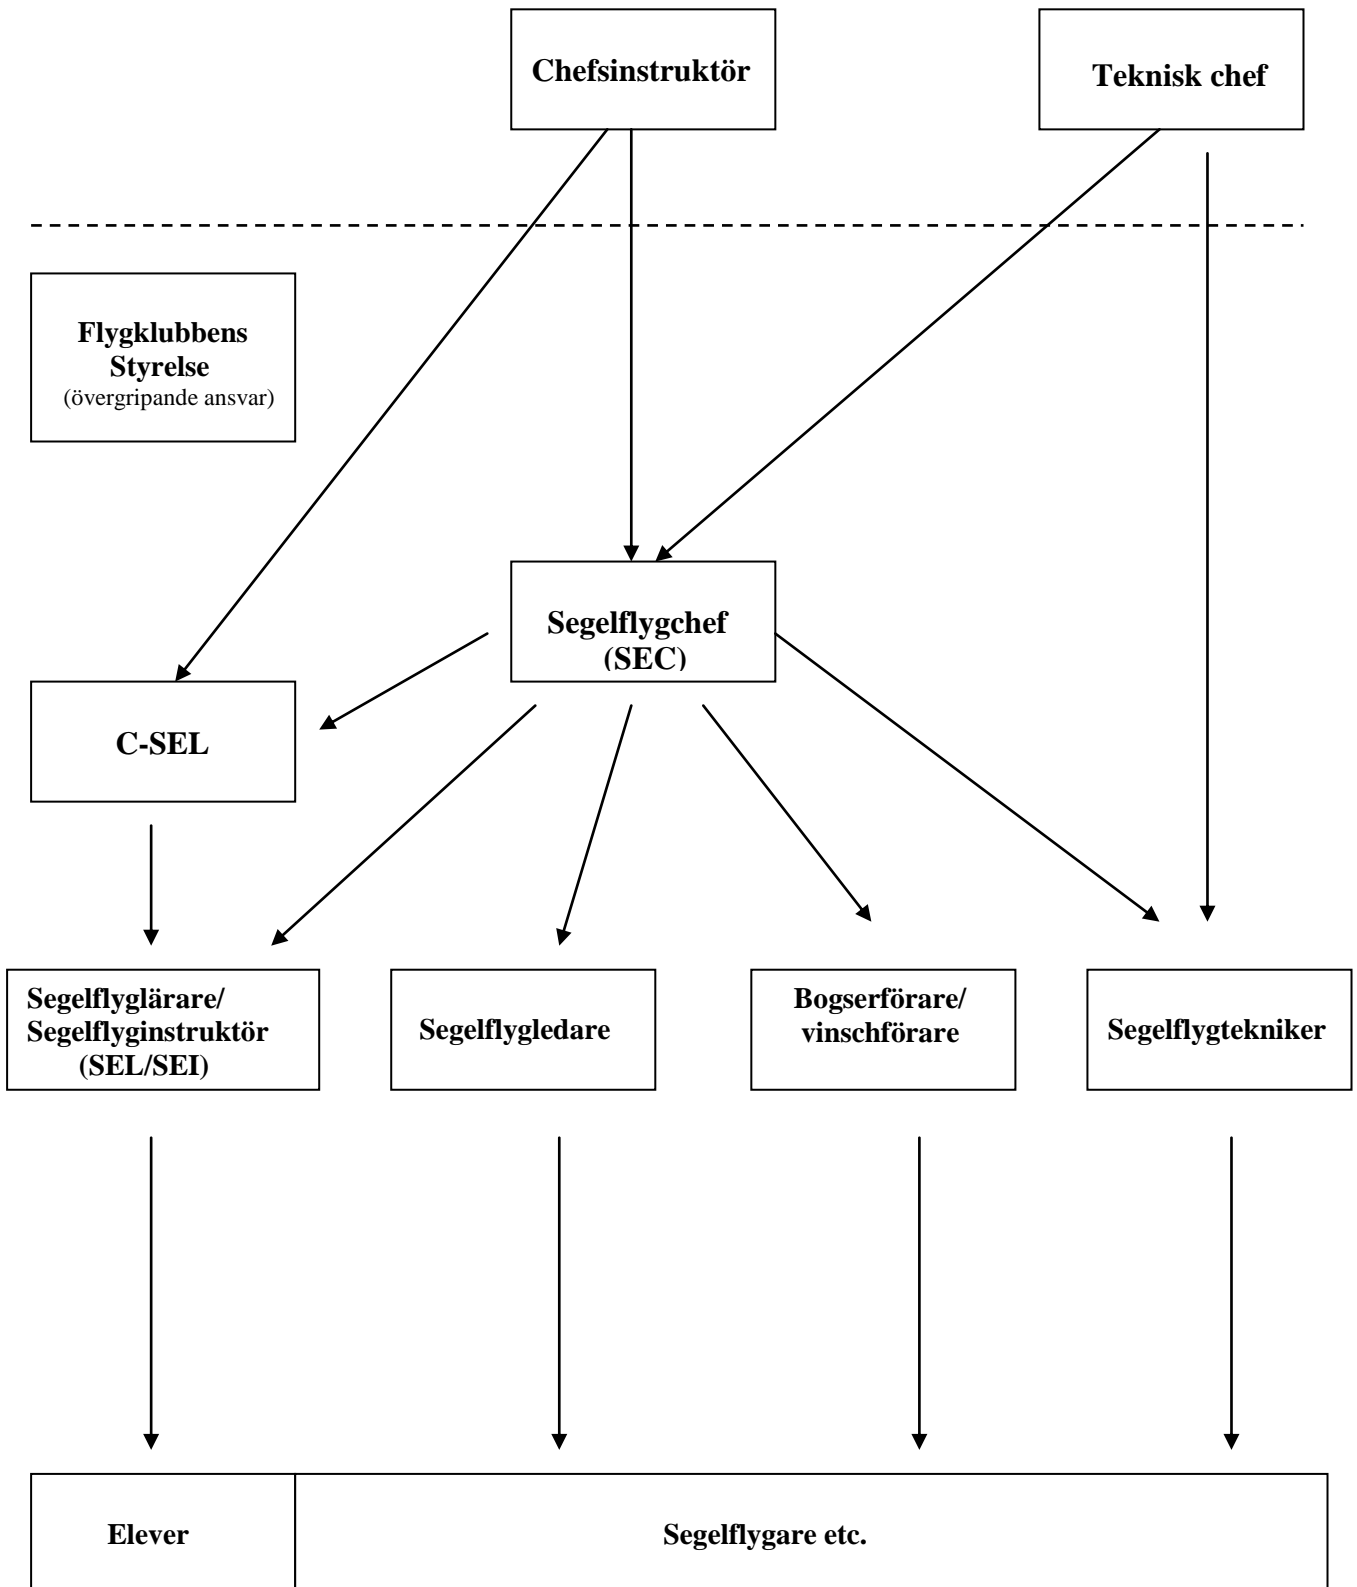 Chefsinstruktör
Teknisk chef
Flygklubbens
Styrelse
(övergripande ansvar)
Segelflygchef
(SEC)
C-SEL
Segelflyglärare/
Segelflyginstruktör
(SEL/SEI)
Segelflygledare
Bogserförare/
vinschförare
Segelflygtekniker
Elever
Segelflygare etc.